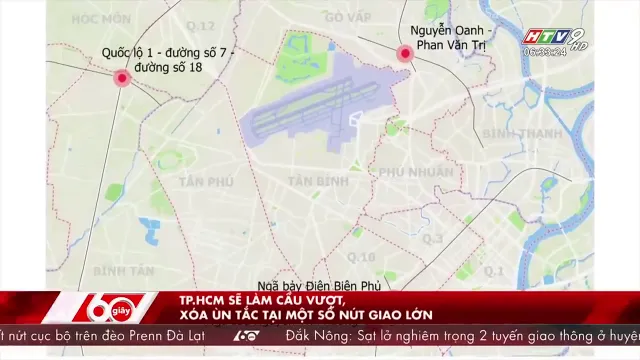 HÓC MÔN
Q.12
GÒ VẤP
Nguyễn Oanh -
Phan Văn Trị
HTV9
HD
06:33:24
Quốc lộ 1 - đường số 7 -
đường số 18
BÌNH THẠNH
TÂN PHÚ
TÂN BÌNH
PHÚ NHUẬN
Q.3
Q.1
Q.10
BÌNH TÂN
Ngã bảy Điện Biên Phủ
60 giây
TP.HCM SẼ LÀM CẦU VƯỢT,
XÓA ÙN TẮC TẠI MỘT SỐ NÚT GIAO LỚN
t nứt cục bộ trên đèo Prenn Đà Lạt
Đắk Nông: Sạt lở nghiêm trọng 2 tuyến giao thông ở huyệ